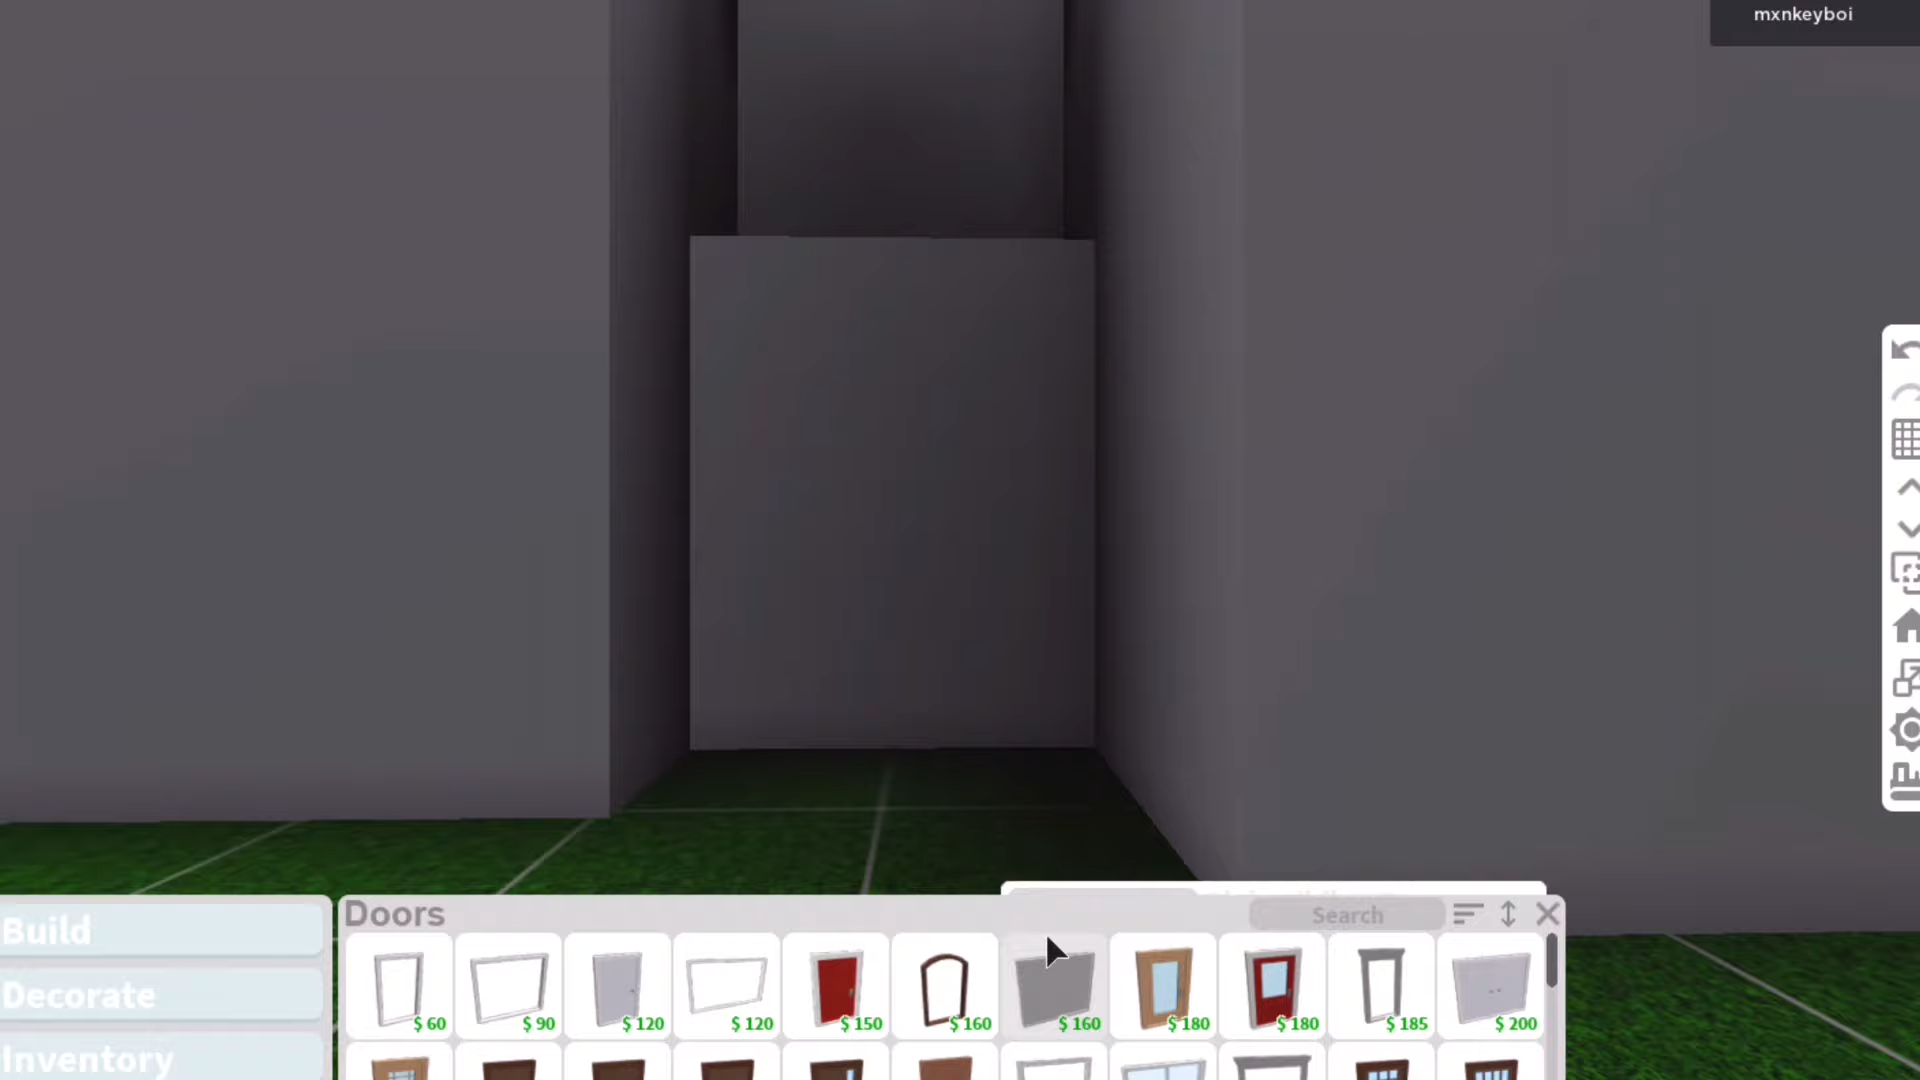 mxnkeyboi
Build
Decorate
Inventory
Doors
Search
$ 60
$ 90
$ 120
$ 120
$ 150
$ 160
$ 160
$ 180
$ 180
$ 185
$ 200